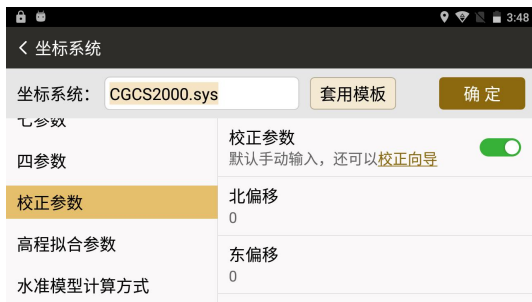 3:48
坐标系统
坐标系统：
CGCS2000.sys
套用模板
确定
七参数
四参数
校正参数
高程拟合参数
水准模型计算方式
校正参数
默认手动输入，还可以校正向导
北偏移
0
东偏移
0